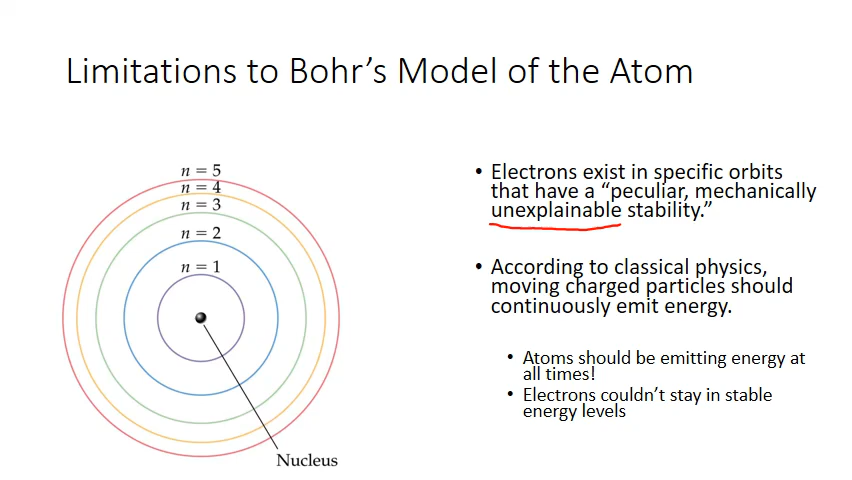 Limitations to Bohr’s Model of the Atom
n = 5
n = 4
n = 3
n = 2
n = 1
Nucleus
• Electrons exist in specific orbits
that have a “peculiar, mechanically
unexplainable stability.”
• According to classical physics,
moving charged particles should
continuously emit energy.
• Atoms should be emitting energy at
all times!
• Electrons couldn’t stay in stable
energy levels